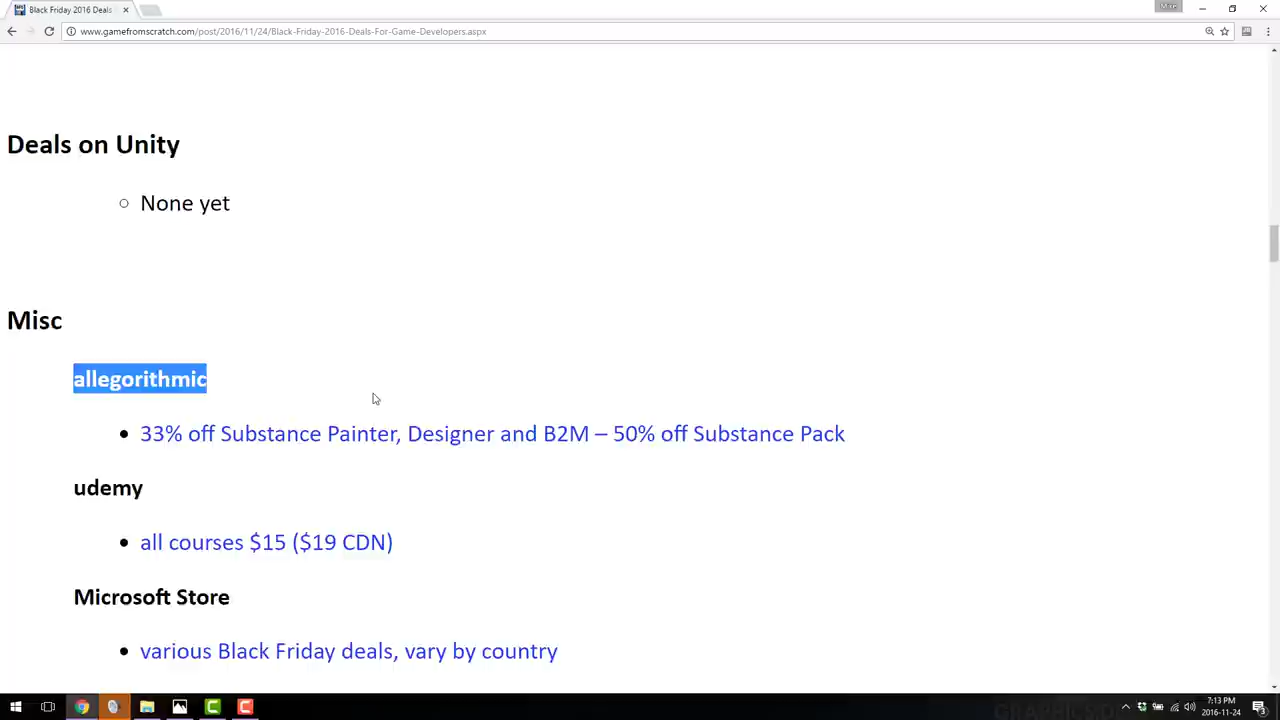 Black Friday 2016 Deals
www.gamefromscratch.com/post/2016/11/24/Black-Friday-2016-Deals-For-Game-Developers.aspx
Deals on Unity
None yet
Misc
allegorithmic
33% off Substance Painter, Designer and B2M – 50% off Substance Pack
udemy
all courses $15 ($19 CDN)
Microsoft Store
various Black Friday deals, vary by country
7:13 PM
2016-11-24